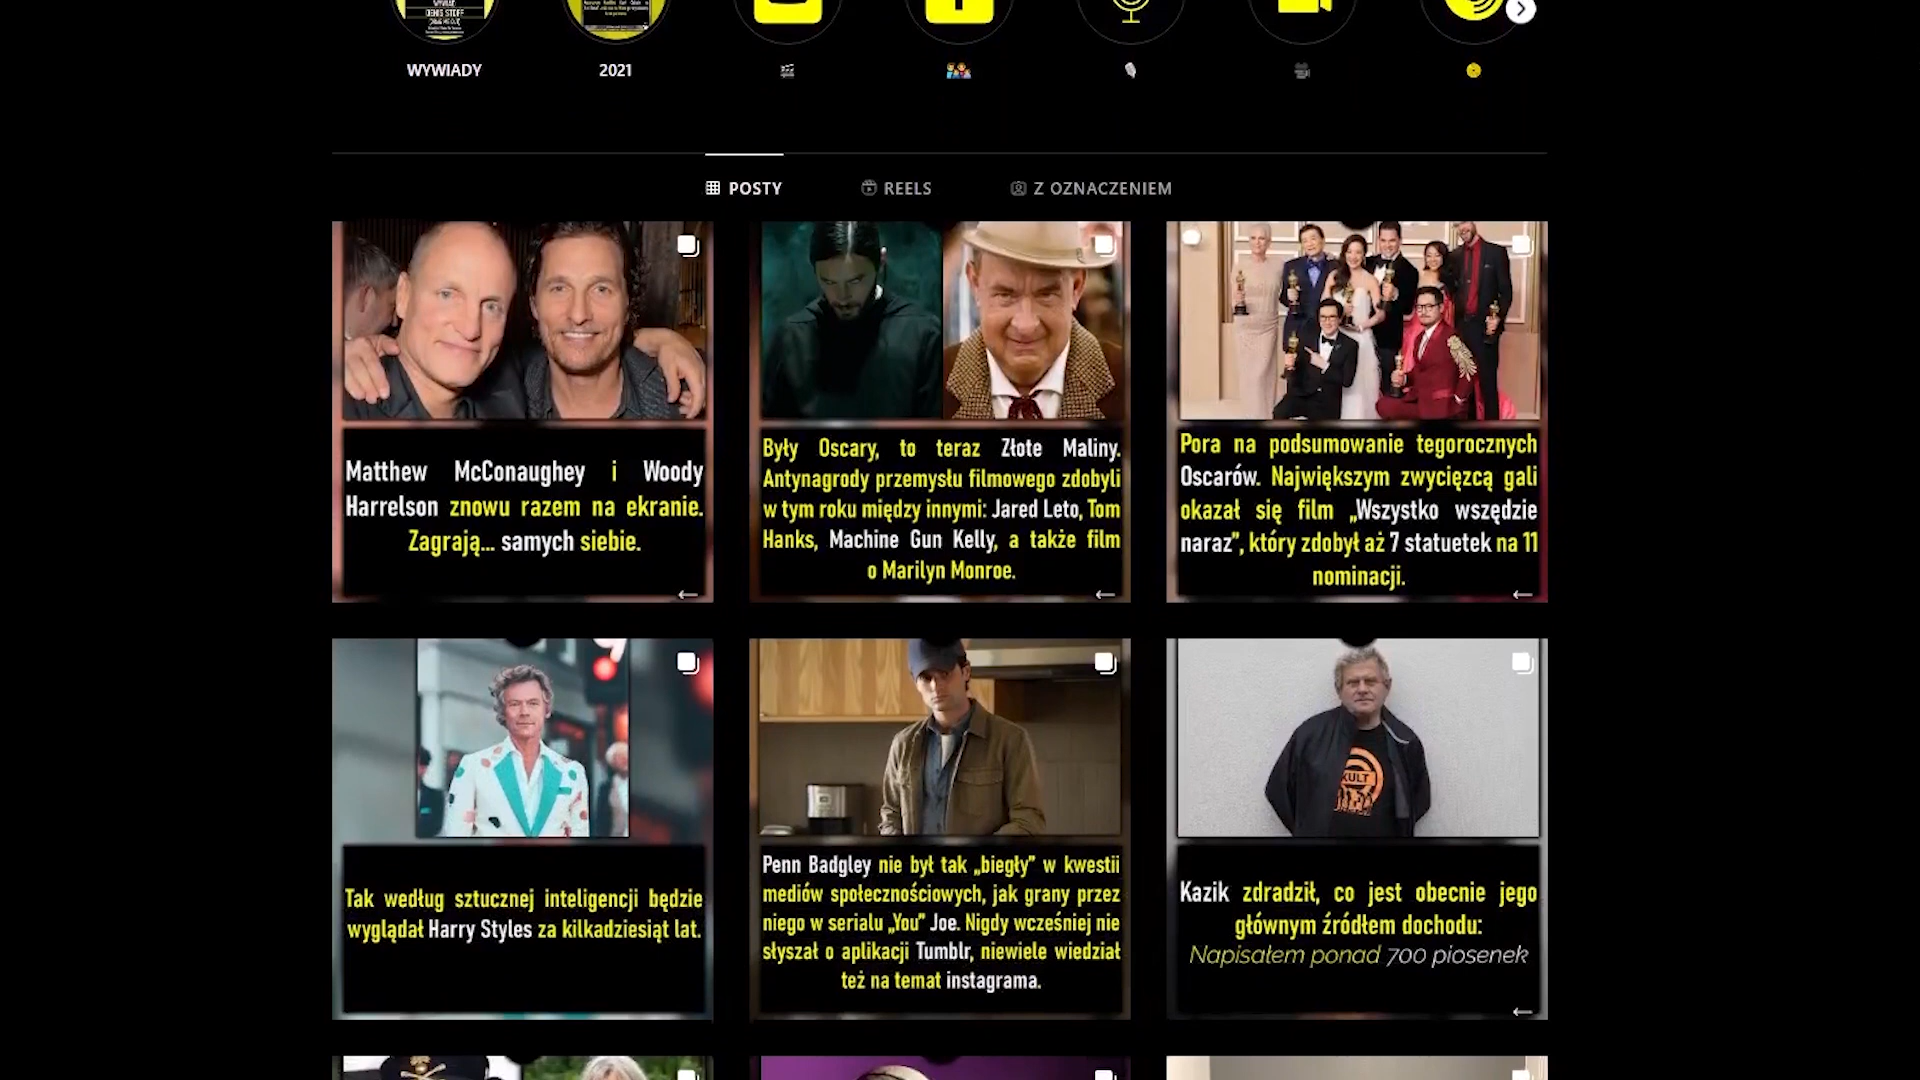 WYWIAD
DENIS STOFF
WYWIADY
2021
POSTY
REELS
Z OZNACZENIEM
Matthew McConaughey i Woody
Harrelson znowu razem na ekranie.
Zagrają... samych siebie.
Były Oscary, to teraz Złote Maliny.
Antynagrody przemysłu filmowego zdobyli
w tym roku między innymi: Jared Leto, Tom
Hanks, Machine Gun Kelly, a także film
o Marilyn Monroe.
Pora na podsumowanie tegorocznych
Oscarów. Największym zwycięzcą gali
okazał się film „Wszystko wszędzie
naraz”, który zdobył aż 7 statuetek na 11
nominacji.
Tak według sztucznej inteligencji będzie
wyglądał Harry Styles za kilkadziesiąt lat.
Penn Badgley nie był tak „biegły” w kwestii
mediów społecznościowych, jak grany przez
niego w serialu „You” Joe. Nigdy wcześniej nie
słyszał o aplikacji Tumblr, niewiele wiedział
też na temat instagrama.
KULT
Kazik zdradził, co jest obecnie jego
głównym źródłem dochodu:
Napisałem ponad 700 piosenek